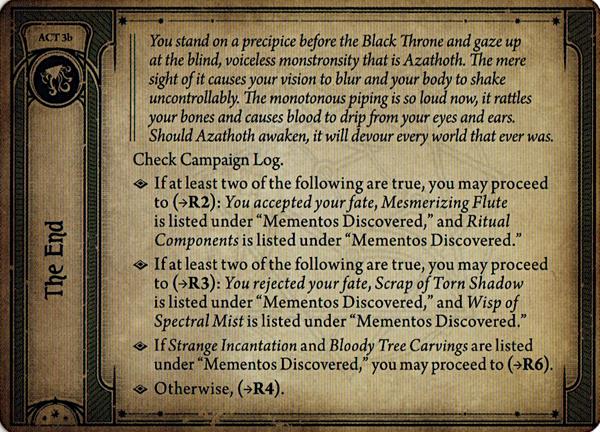 ACT 3b
The End
You stand on a precipice before the Black Throne and gaze up
at the blind, voiceless monstronsity that is Azathoth. The mere
sight of it causes your vision to blur and your body to shake
uncontrollably. The monotonous piping is so loud now, it rattles
your bones and causes blood to drip from your eyes and ears.
Should Azathoth awaken, it will devour every world that ever was.
Check Campaign Log.
If at least two of the following are true, you may proceed
to (→R2): You accepted your fate, Mesmerizing Flute
is listed under “Mementos Discovered,” and Ritual
Components is listed under “Mementos Discovered.”
If at least two of the following are true, you may proceed
to (→R3): You rejected your fate, Scrap of Torn Shadow
is listed under “Mementos Discovered,” and Wisp of
Spectral Mist is listed under “Mementos Discovered.”
If Strange Incantation and Bloody Tree Carvings are listed
under “Mementos Discovered,” you may proceed to (→R6).
Otherwise, (→R4).